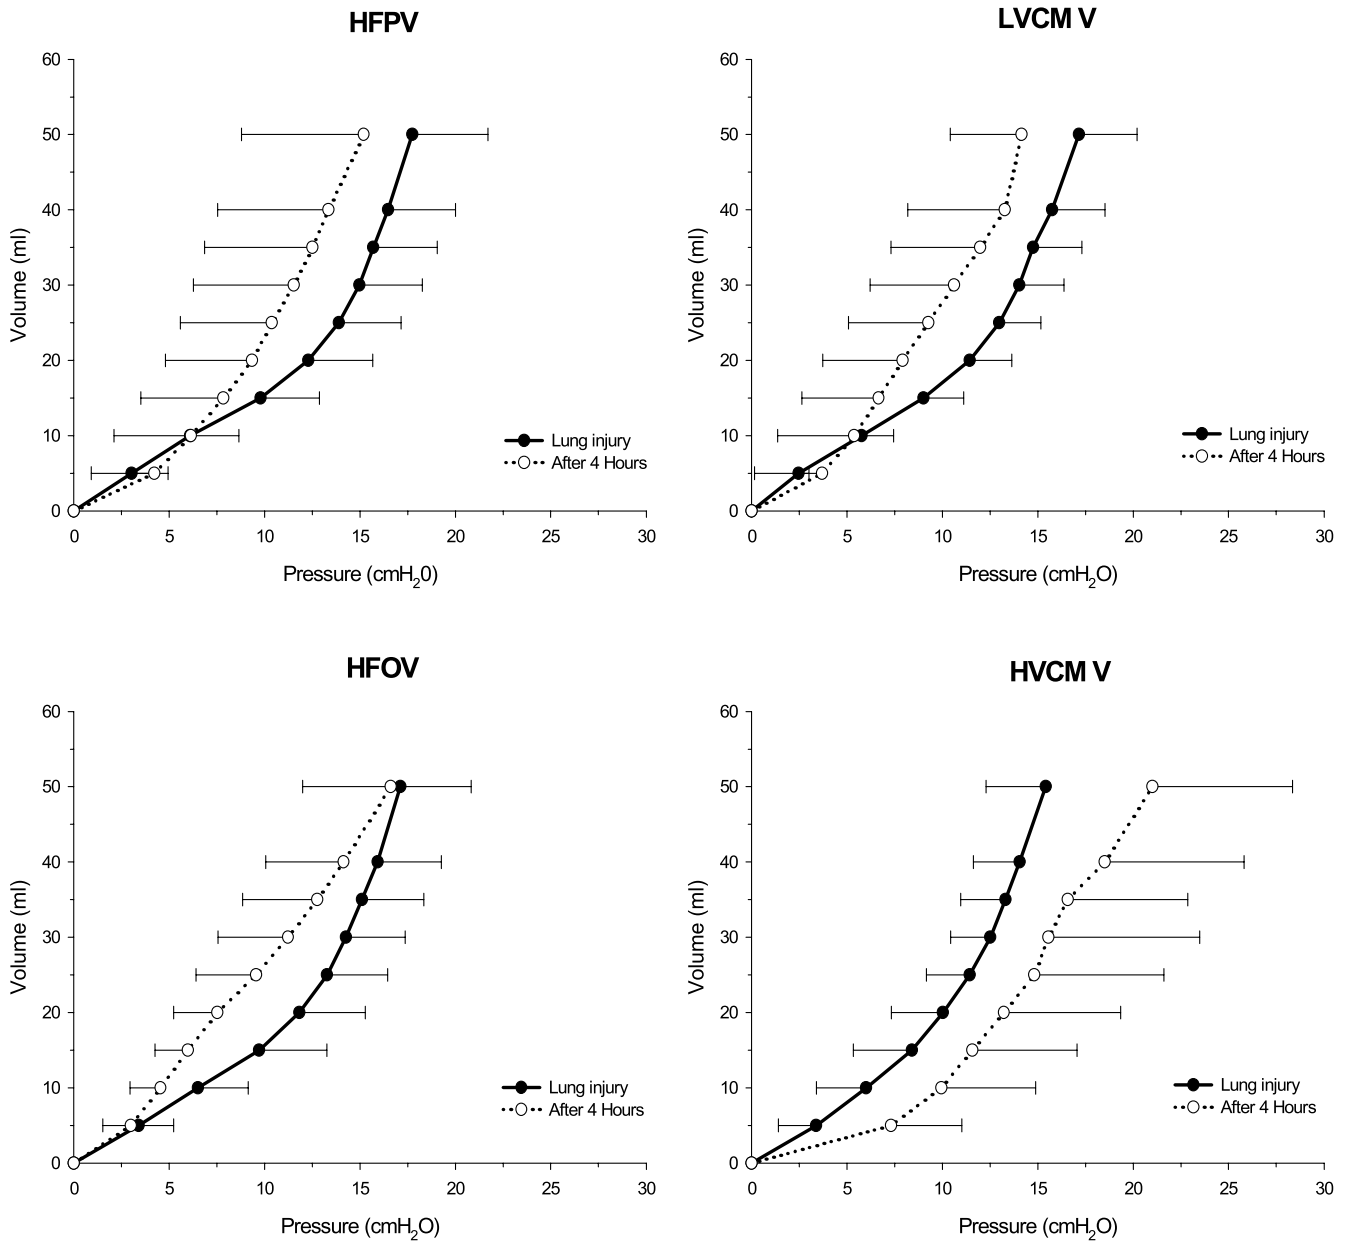 HFPV
60
50
40
30
20
10
0
Volume (ml)
Lung injury
After 4 Hours
0 5 10 15 20 25 30
Pressure (cmH₂0)
LVCM V
60
50
40
30
20
10
0
Volume (ml)
Lung injury
After 4 Hours
0 5 10 15 20 25 30
Pressure (cmH₂O)
HFOV
60
50
40
30
20
10
0
Volume (ml)
Lung injury
After 4 Hours
0 5 10 15 20 25 30
Pressure (cmH₂O)
HVCM V
60
50
40
30
20
10
0
Volume (ml)
Lung injury
After 4 Hours
0 5 10 15 20 25 30
Pressure (cmH₂O)